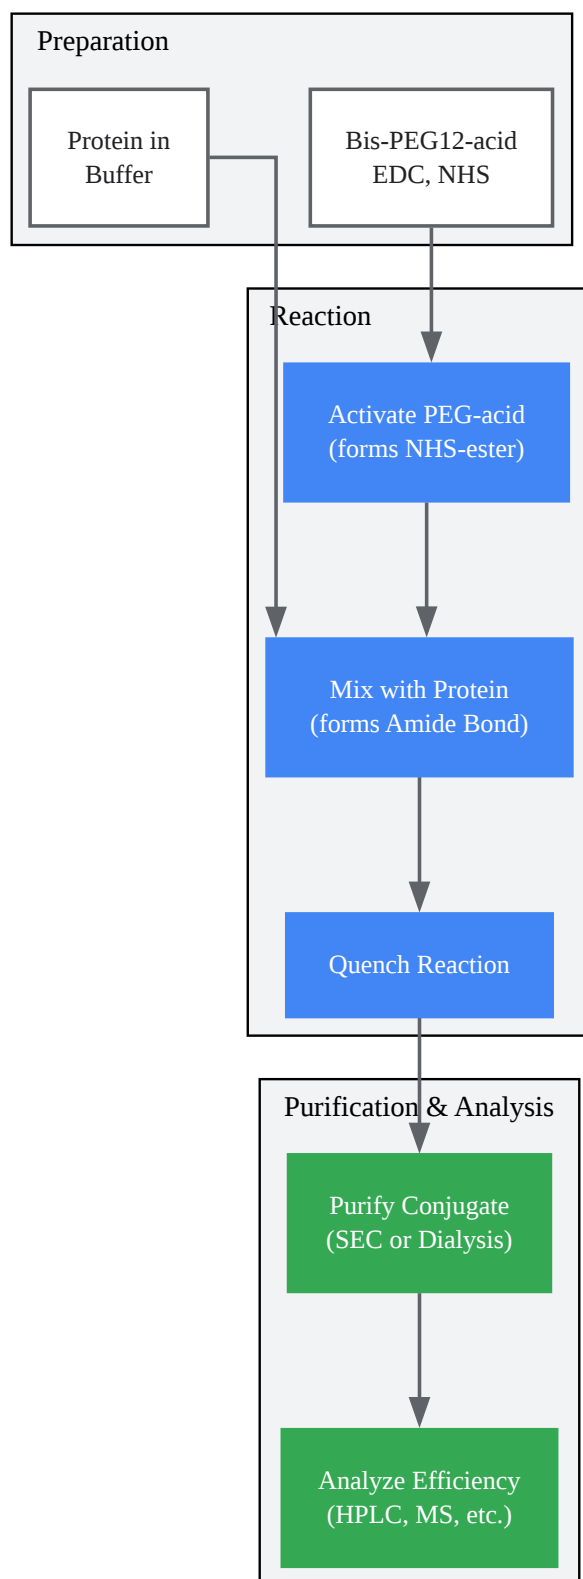 Preparation
Protein in
Buffer
Bis-PEG12-acid
EDC, NHS
Reaction
Activate PEG-acid
(forms NHS-ester)
Mix with Protein
(forms Amide Bond)
Quench Reaction
Purification & Analysis
Purify Conjugate
(SEC or Dialysis)
Analyze Efficiency
(HPLC, MS, etc.)